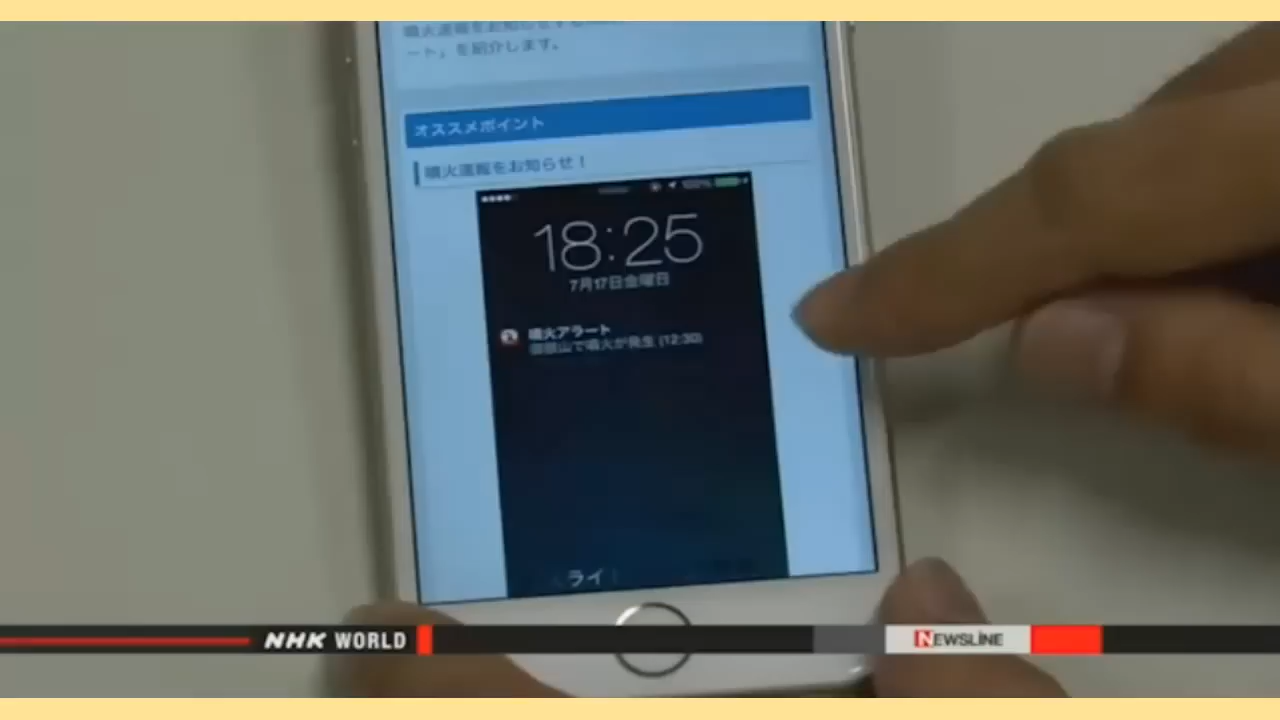 ート」を紹介します。
オススメポイント
噴火速報をお知らせ！
18:25
7月17日金曜日
噴火アラート
御嶽山で噴火が発生 (12:30)
ライ
NHK WORLD
NEWSLINE